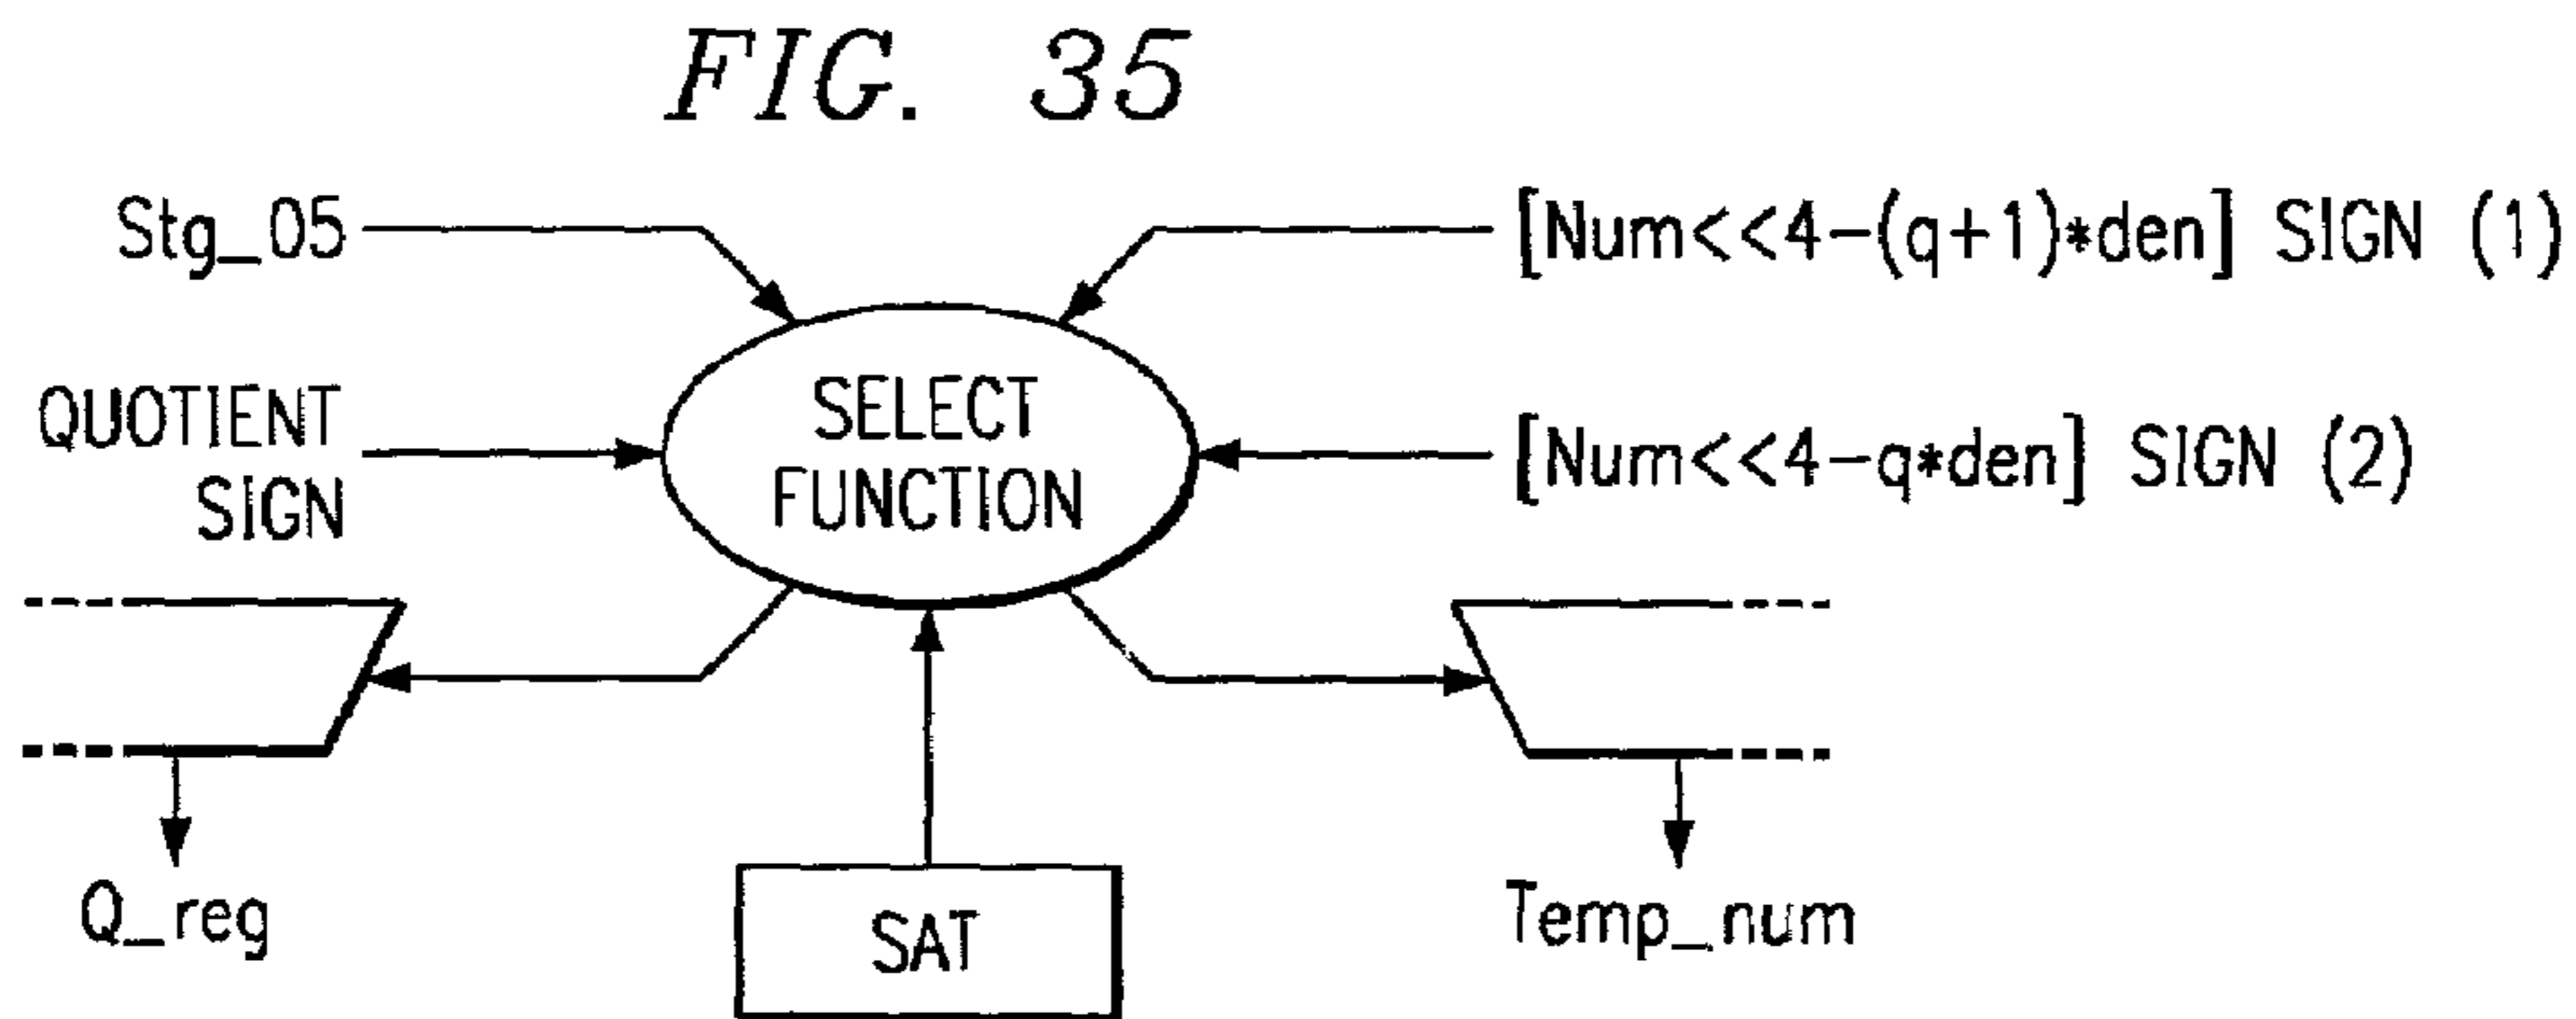 FIG. 35
Stg_05
[Num<<4-(q+1)*den] SIGN (1)
QUOTIENT
SIGN
SELECT
FUNCTION
[Num<<4-q*den] SIGN (2)
Q_reg
SAT
Temp_num